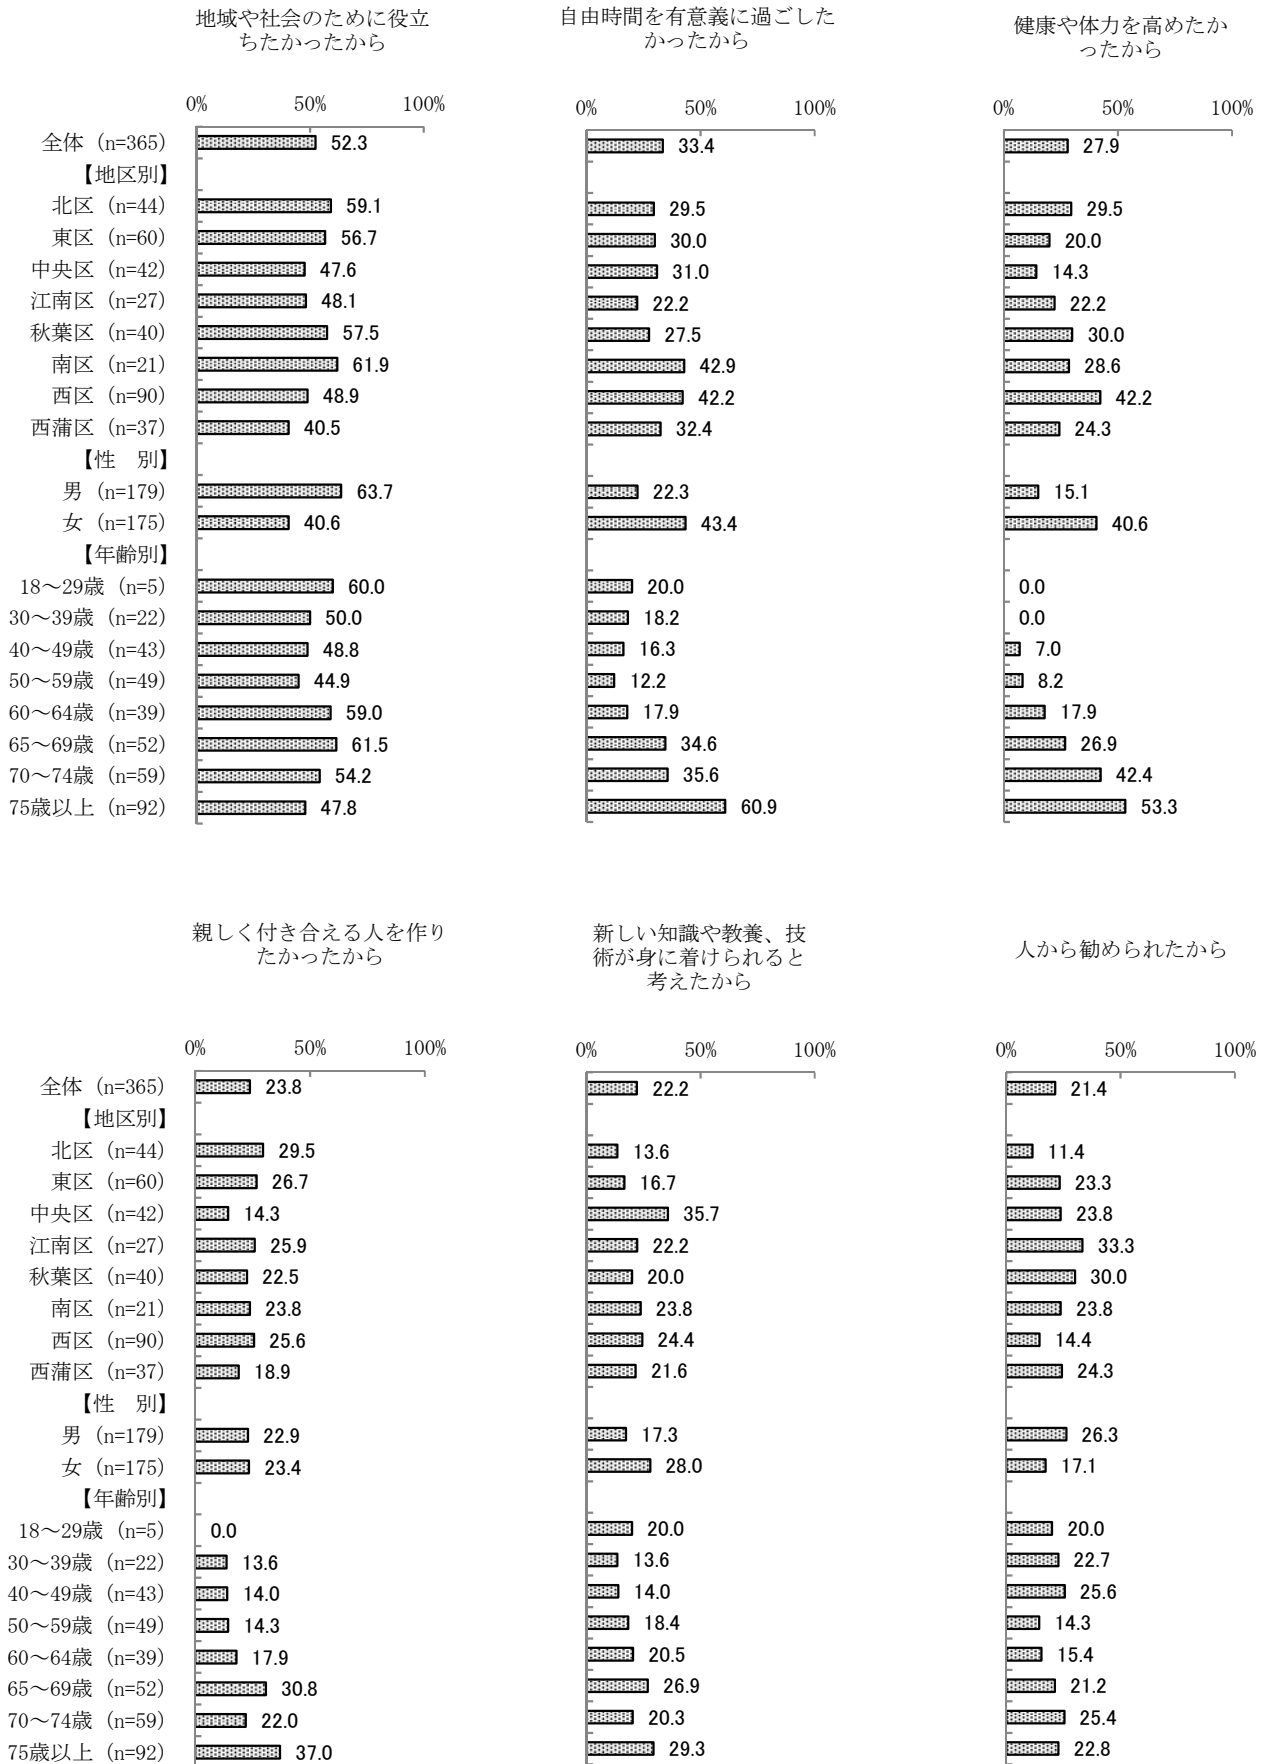 地域や社会のために役立
ちたかったから
自由時間を有意義に過ごした
かったから
健康や体力を高めたか
ったから
0% 50% 100% 0% 50% 100% 0% 50% 100%
全体 (n=365) 52.3 33.4 27.9
【地区別】
北区 (n=44) 59.1 29.5 29.5
東区 (n=60) 56.7 30.0 20.0
中央区 (n=42) 47.6 31.0 14.3
江南区 (n=27) 48.1 22.2 22.2
秋葉区 (n=40) 57.5 27.5 30.0
南区 (n=21) 61.9 42.9 28.6
西区 (n=90) 48.9 42.2 42.2
西蒲区 (n=37) 40.5 32.4 24.3
【性　別】
男 (n=179) 63.7 22.3 15.1
女 (n=175) 40.6 43.4 40.6
【年齢別】
18～29歳 (n=5) 60.0 20.0 0.0
30～39歳 (n=22) 50.0 18.2 0.0
40～49歳 (n=43) 48.8 16.3 7.0
50～59歳 (n=49) 44.9 12.2 8.2
60～64歳 (n=39) 59.0 17.9 17.9
65～69歳 (n=52) 61.5 34.6 26.9
70～74歳 (n=59) 54.2 35.6 42.4
75歳以上 (n=92) 47.8 60.9 53.3
親しく付き合える人を作り
たかったから
新しい知識や教養、技
術が身に着けられると
考えたから
人から勧められたから
0% 50% 100% 0% 50% 100% 0% 50% 100%
全体 (n=365) 23.8 22.2 21.4
【地区別】
北区 (n=44) 29.5 13.6 11.4
東区 (n=60) 26.7 16.7 23.3
中央区 (n=42) 14.3 35.7 23.8
江南区 (n=27) 25.9 22.2 33.3
秋葉区 (n=40) 22.5 20.0 30.0
南区 (n=21) 23.8 23.8 23.8
西区 (n=90) 25.6 24.4 14.4
西蒲区 (n=37) 18.9 21.6 24.3
【性　別】
男 (n=179) 22.9 17.3 26.3
女 (n=175) 23.4 28.0 17.1
【年齢別】
18～29歳 (n=5) 0.0 20.0 20.0
30～39歳 (n=22) 13.6 13.6 22.7
40～49歳 (n=43) 14.0 14.0 25.6
50～59歳 (n=49) 14.3 18.4 14.3
60～64歳 (n=39) 17.9 20.5 15.4
65～69歳 (n=52) 30.8 26.9 21.2
70～74歳 (n=59) 22.0 20.3 25.4
75歳以上 (n=92) 37.0 29.3 22.8